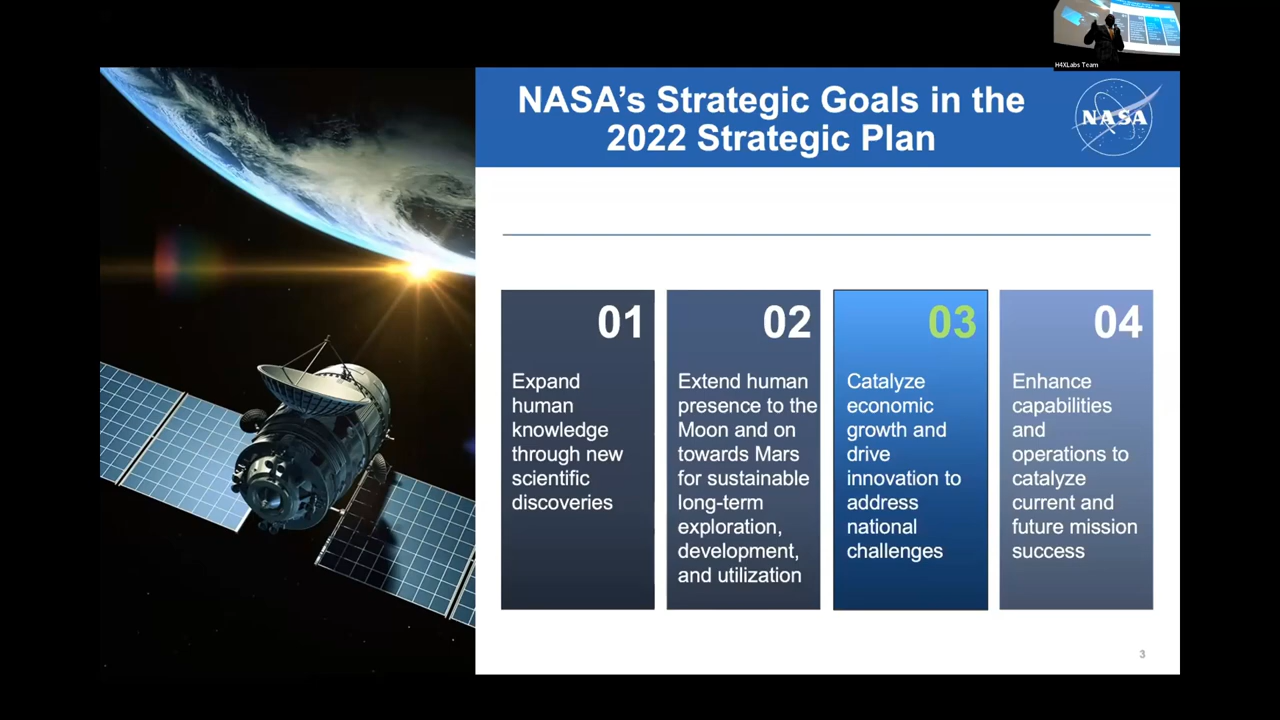 H4XLabs Team
NASA's Strategic Goals in the
2022 Strategic Plan
NASA
01
Expand
human
knowledge
through new
scientific
discoveries
02
Extend human
presence to the
Moon and on
towards Mars
for sustainable
long-term
exploration,
development,
and utilization
03
Catalyze
economic
growth and
drive
innovation to
address
national
challenges
04
Enhance
capabilities
and
operations to
catalyze
current and
future mission
success
3